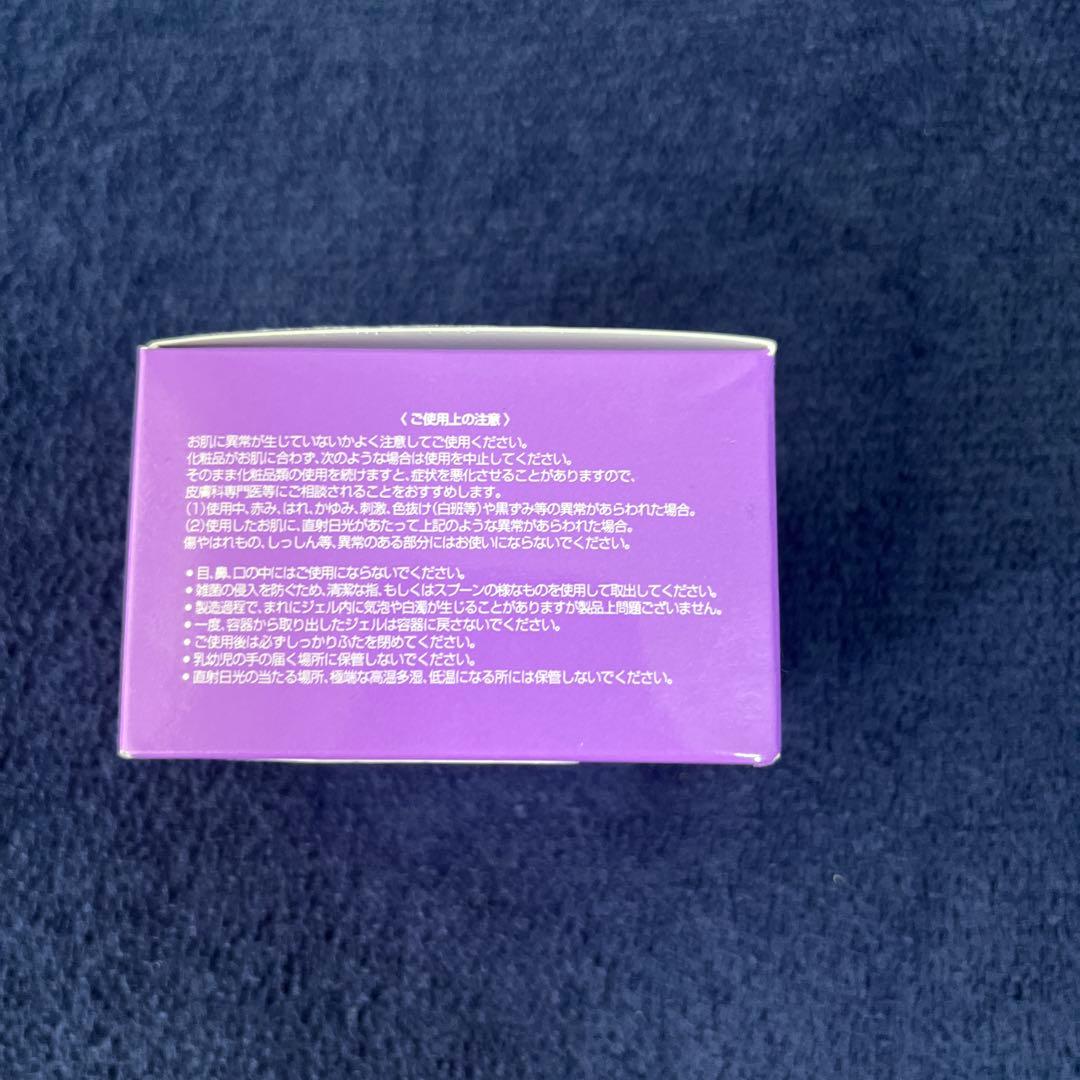 〈ご使用上の注意〉
お肌に異常が生じていないかよく注意してご使用ください。
化粧品がお肌に合わず、次のような場合は使用を中止してください。
そのまま化粧品類の使用を続けますと、症状を悪化させることがありますので、
皮膚科専門医等にご相談されることをおすすめします。
(1)使用中、赤み、はれ、かゆみ、刺激、色抜け(白斑等)や黒ずみ等の異常があらわれた場合。
(2)使用したお肌に、直射日光があたって上記のような異常があらわれた場合。
傷やはれもの、しっしん等、異常のある部分にはお使いにならないでください。
●目、鼻、口の中にはご使用にならないでください。
●雑菌の侵入を防ぐため、清潔な指、もしくはスプーンの様なものを使用して取出してください。
●製造過程で、まれにジェル内に気泡や白濁が生じることがありますが製品上問題ございません。
●一度、容器から取り出したジェルは容器に戻さないでください。
●ご使用後は必ずしっかりふたを閉めてください。
●乳幼児の手の届く場所に保管しないでください。
●直射日光の当たる場所、極端な高温多湿、低温になる所には保管しないでください。